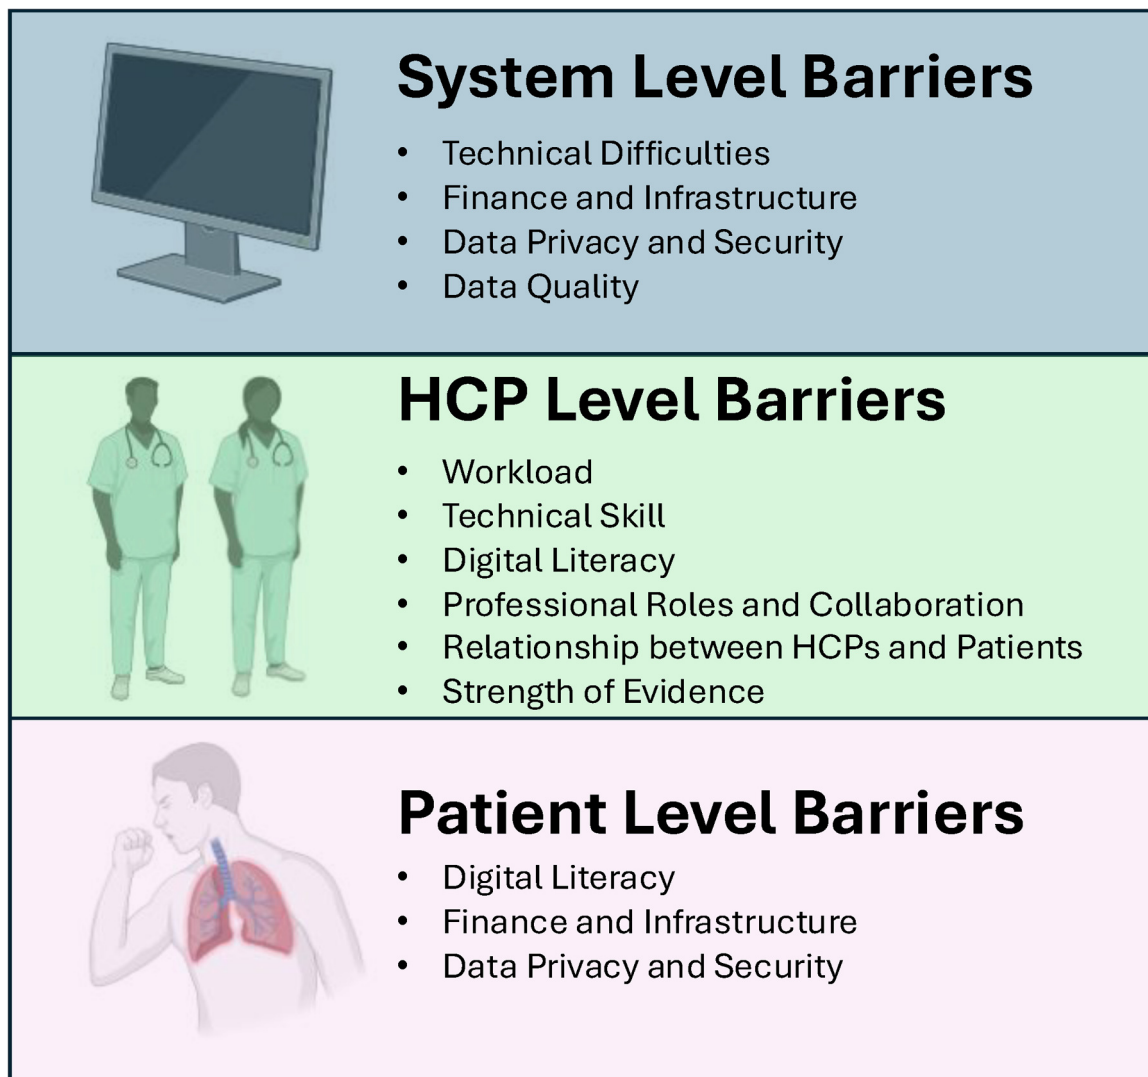 System Level Barriers
• Technical Difficulties
• Finance and Infrastructure
• Data Privacy and Security
• Data Quality
HCP Level Barriers
• Workload
• Technical Skill
• Digital Literacy
• Professional Roles and Collaboration
• Relationship between HCPs and Patients
• Strength of Evidence
Patient Level Barriers
• Digital Literacy
• Finance and Infrastructure
• Data Privacy and Security